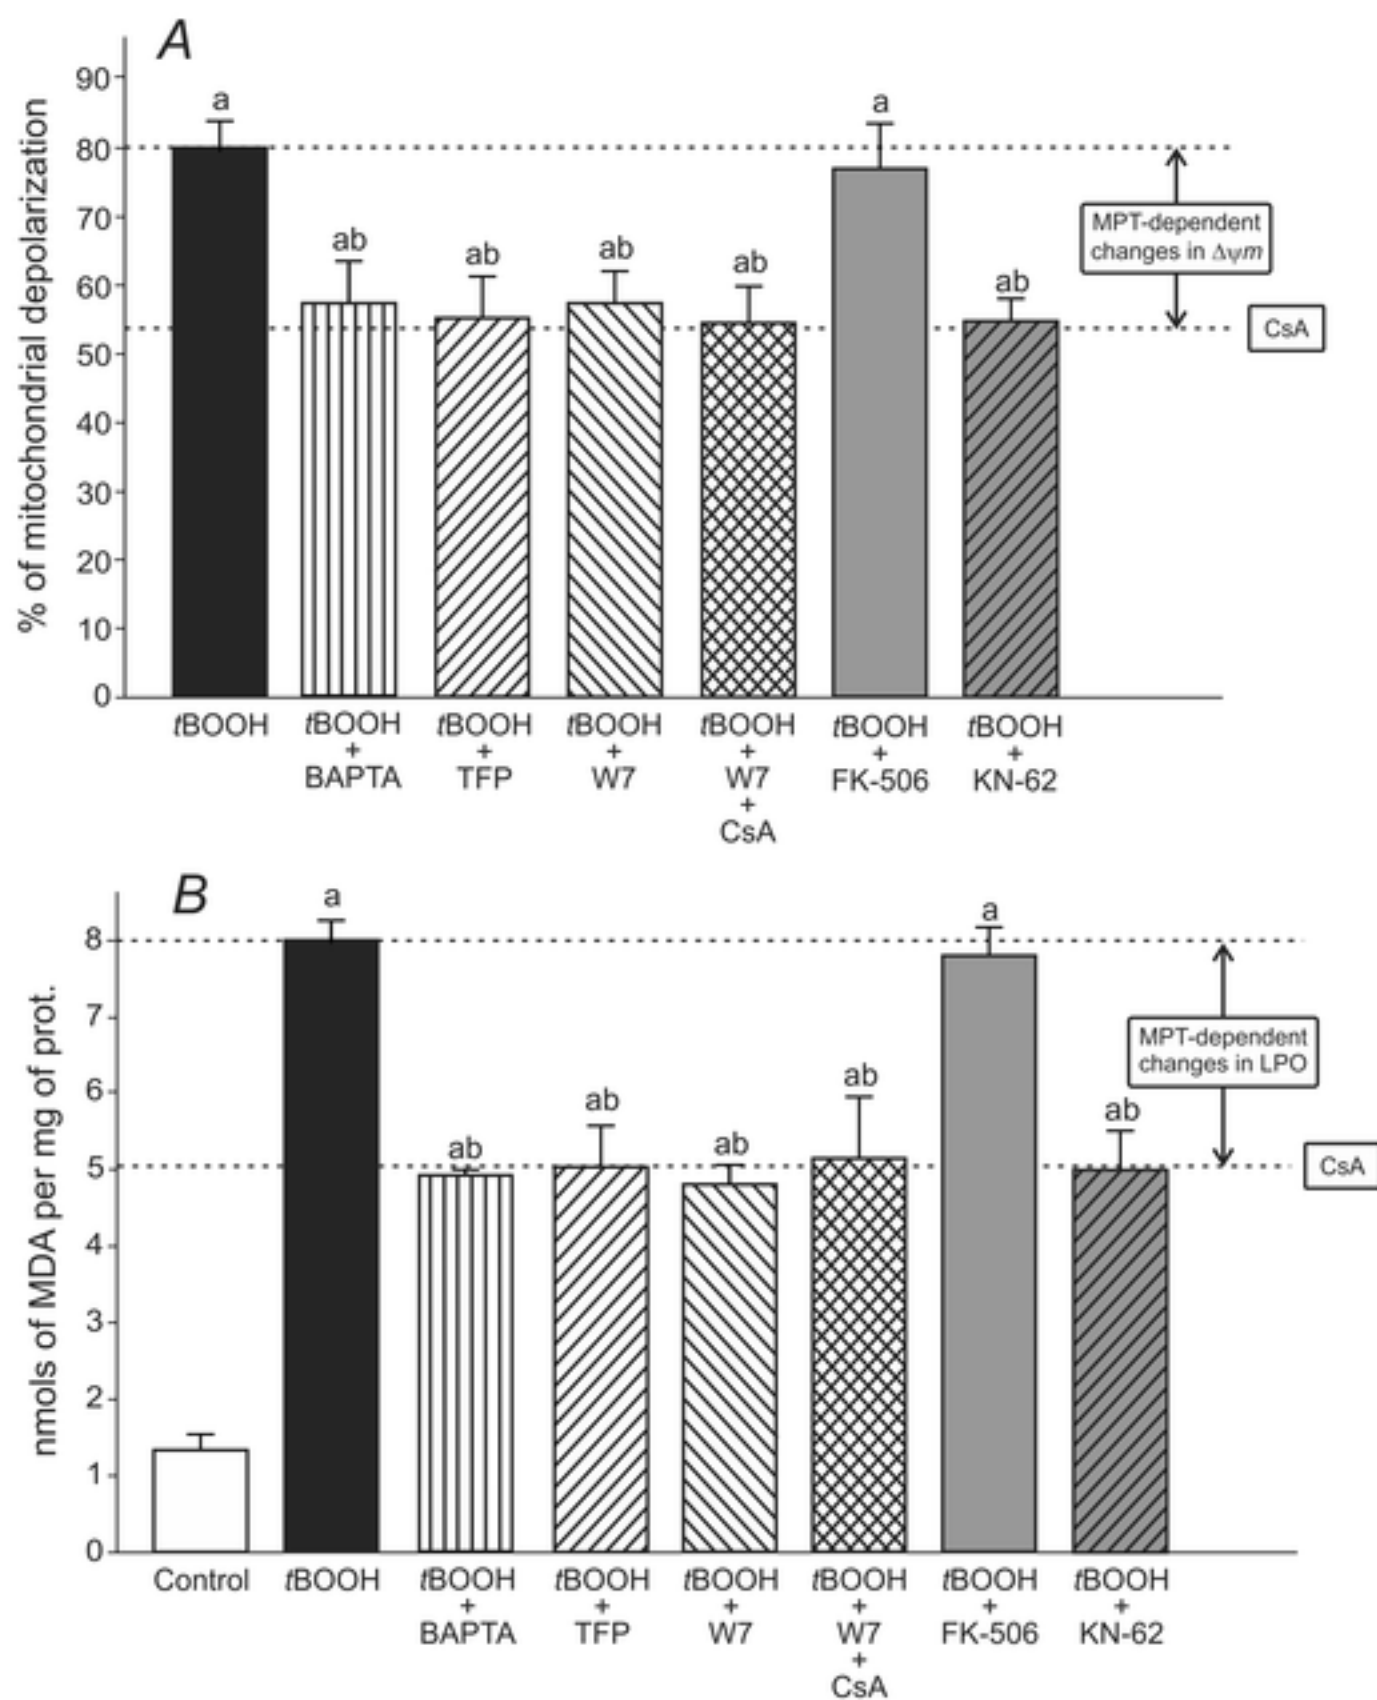 A
% of mitochondrial depolarization
90
80
70
60
50
40
30
20
10
0
a
ab
ab
ab
ab
a
ab
MPT-dependent
changes in Δψm
CsA
tBOOH
tBOOH
+
BAPTA
tBOOH
+
TFP
tBOOH
+
W7
tBOOH
+
W7
+
CsA
tBOOH
+
FK-506
tBOOH
+
KN-62
B
nmols of MDA per mg of prot.
8
7
6
5
4
3
2
1
0
a
ab
ab
ab
ab
a
ab
MPT-dependent
changes in LPO
CsA
Control
tBOOH
tBOOH
+
BAPTA
tBOOH
+
TFP
tBOOH
+
W7
tBOOH
+
W7
+
CsA
tBOOH
+
FK-506
tBOOH
+
KN-62